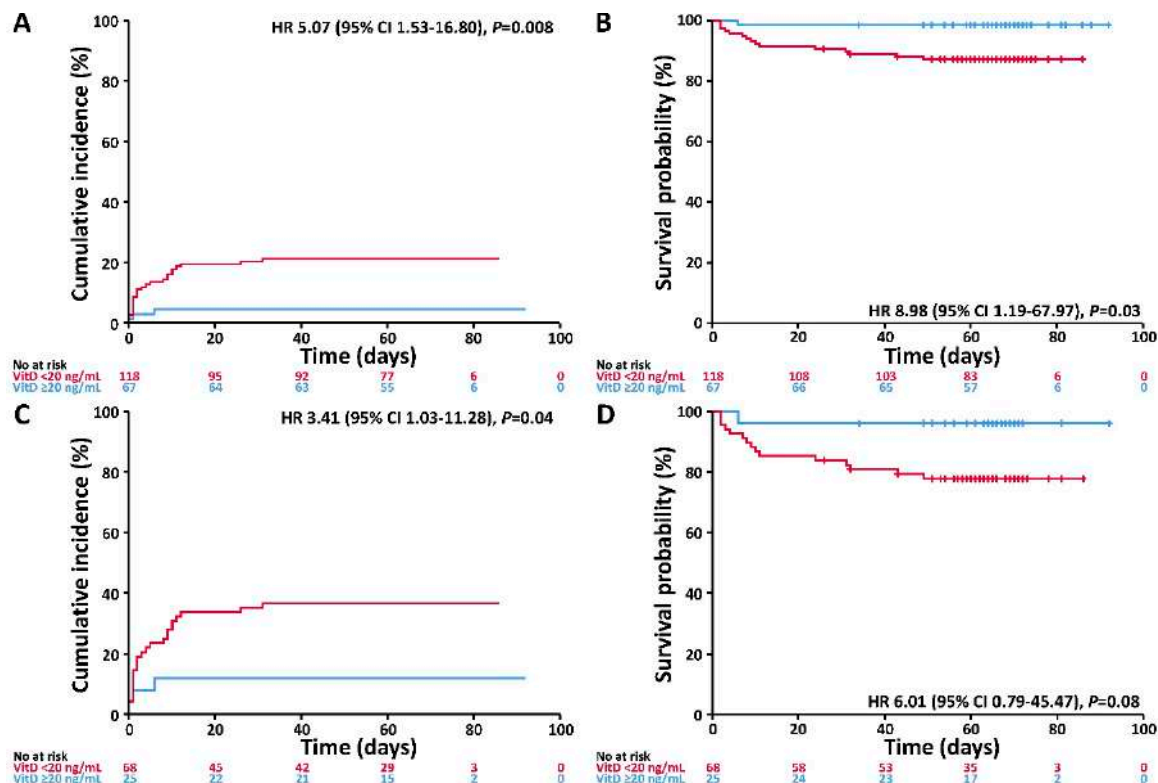 A
HR 5.07 (95% CI 1.53-16.80), P=0.008
Cumulative incidence (%)
100
80
60
40
20
0
0 20 40 60 80 100
Time (days)
No at risk
VitD <20 ng/mL 118 95 92 77 6 0
VitD ≥20 ng/mL 67 64 63 55 6 0
B
Survival probability (%)
100
80
60
40
20
0
HR 8.98 (95% CI 1.19-67.97), P=0.03
0 20 40 60 80 100
Time (days)
No at risk
VitD <20 ng/mL 118 108 103 83 6 0
VitD ≥20 ng/mL 67 66 65 57 6 0
C
HR 3.41 (95% CI 1.03-11.28), P=0.04
Cumulative incidence (%)
100
80
60
40
20
0
0 20 40 60 80 100
Time (days)
No at risk
VitD <20 ng/mL 68 45 42 29 3 0
VitD ≥20 ng/mL 25 22 21 15 2 0
D
Survival probability (%)
100
80
60
40
20
0
HR 6.01 (95% CI 0.79-45.47), P=0.08
0 20 40 60 80 100
Time (days)
No at risk
VitD <20 ng/mL 68 58 53 35 3 0
VitD ≥20 ng/mL 25 24 23 17 2 0